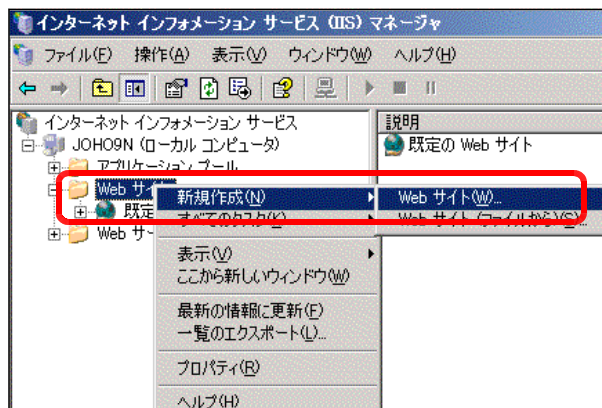 インターネット インフォメーション サービス (IIS) マネージャ
ファイル(F) 操作(A) 表示(V) ウィンドウ(W) ヘルプ(H)
インターネット インフォメーション サービス
JOHO9N (ローカル コンピュータ)
アプリケーション プール
Web サイ
既定
Web サー
説明
既定の Web サイト
新規作成(N)
すべてのタスク(K)
表示(V)
ここから新しいウィンドウ(W)
最新の情報に更新(F)
一覧のエクスポート(L)...
プロパティ(R)
ヘルプ(H)
Web サイト(W)...
Web サイト (ファイルから)(S)...